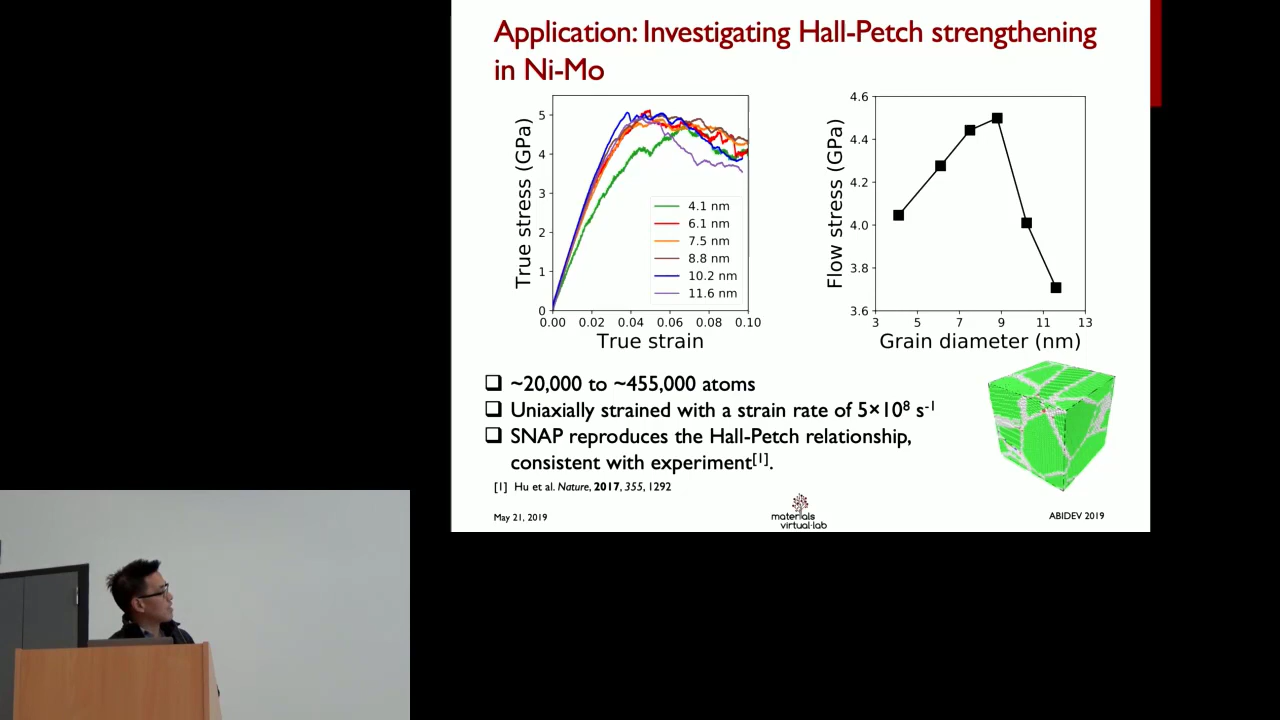 Application: Investigating Hall-Petch strengthening
in Ni-Mo
True stress (GPa)
5
4
3
2
1
0
0.00 0.02 0.04 0.06 0.08 0.10
True strain
4.1 nm
6.1 nm
7.5 nm
8.8 nm
10.2 nm
11.6 nm
Flow stress (GPa)
4.6
4.4
4.2
4.0
3.8
3.6
3 5 7 9 11 13
Grain diameter (nm)
❑ ~20,000 to ~455,000 atoms
❑ Uniaxially strained with a strain rate of 5×10⁸ s⁻¹
❑ SNAP reproduces the Hall-Petch relationship,
consistent with experiment[1].
[1] Hu et al. Nature, 2017, 355, 1292
May 21, 2019
materials
virtual·lab
ABIDEV 2019